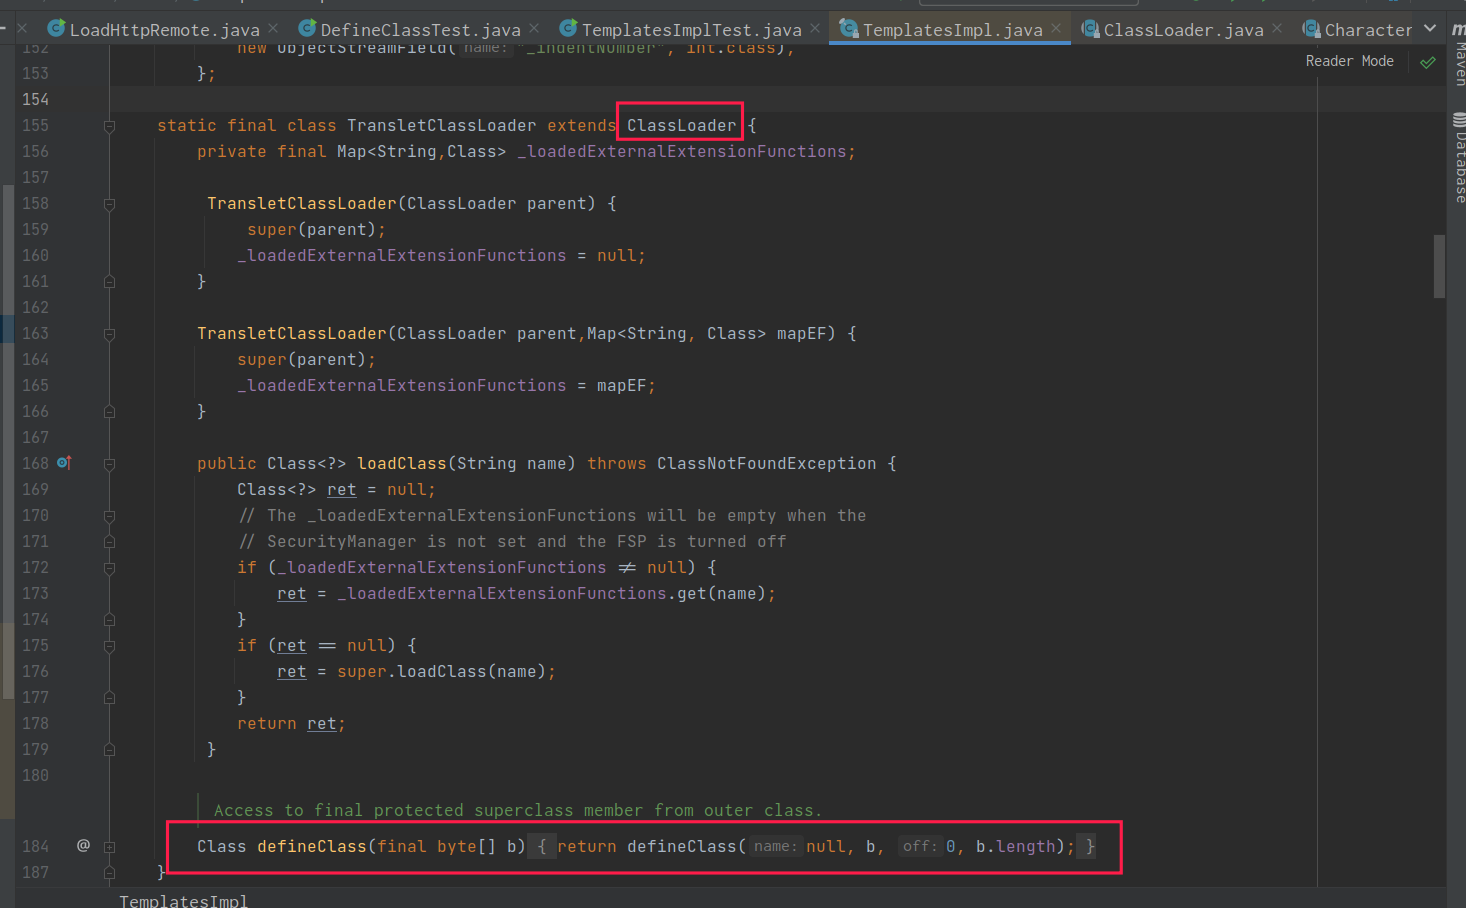 LoadHttpRemote.java DefineClassTest.java TemplatesImplTest.java TemplatesImpl.java ClassLoader.java Character
Reader Mode
Maven
Database
152 new ObjectStreamField( name: "_indentNumber", int.class),
153 };
154
155 static final class TransletClassLoader extends ClassLoader {
156 private final Map<String,Class> _loadedExternalExtensionFunctions;
157
158 TransletClassLoader(ClassLoader parent) {
159 super(parent);
160 _loadedExternalExtensionFunctions = null;
161 }
162
163 TransletClassLoader(ClassLoader parent,Map<String, Class> mapEF) {
164 super(parent);
165 _loadedExternalExtensionFunctions = mapEF;
166 }
167
168 public Class<?> loadClass(String name) throws ClassNotFoundException {
169 Class<?> ret = null;
170 // The _loadedExternalExtensionFunctions will be empty when the
171 // SecurityManager is not set and the FSP is turned off
172 if (_loadedExternalExtensionFunctions != null) {
173 ret = _loadedExternalExtensionFunctions.get(name);
174 }
175 if (ret == null) {
176 ret = super.loadClass(name);
177 }
178 return ret;
179 }
180
Access to final protected superclass member from outer class.
184 @ Class defineClass(final byte[] b) { return defineClass( name: null, b, off: 0, b.length); }
187 }
TemplatesImpl